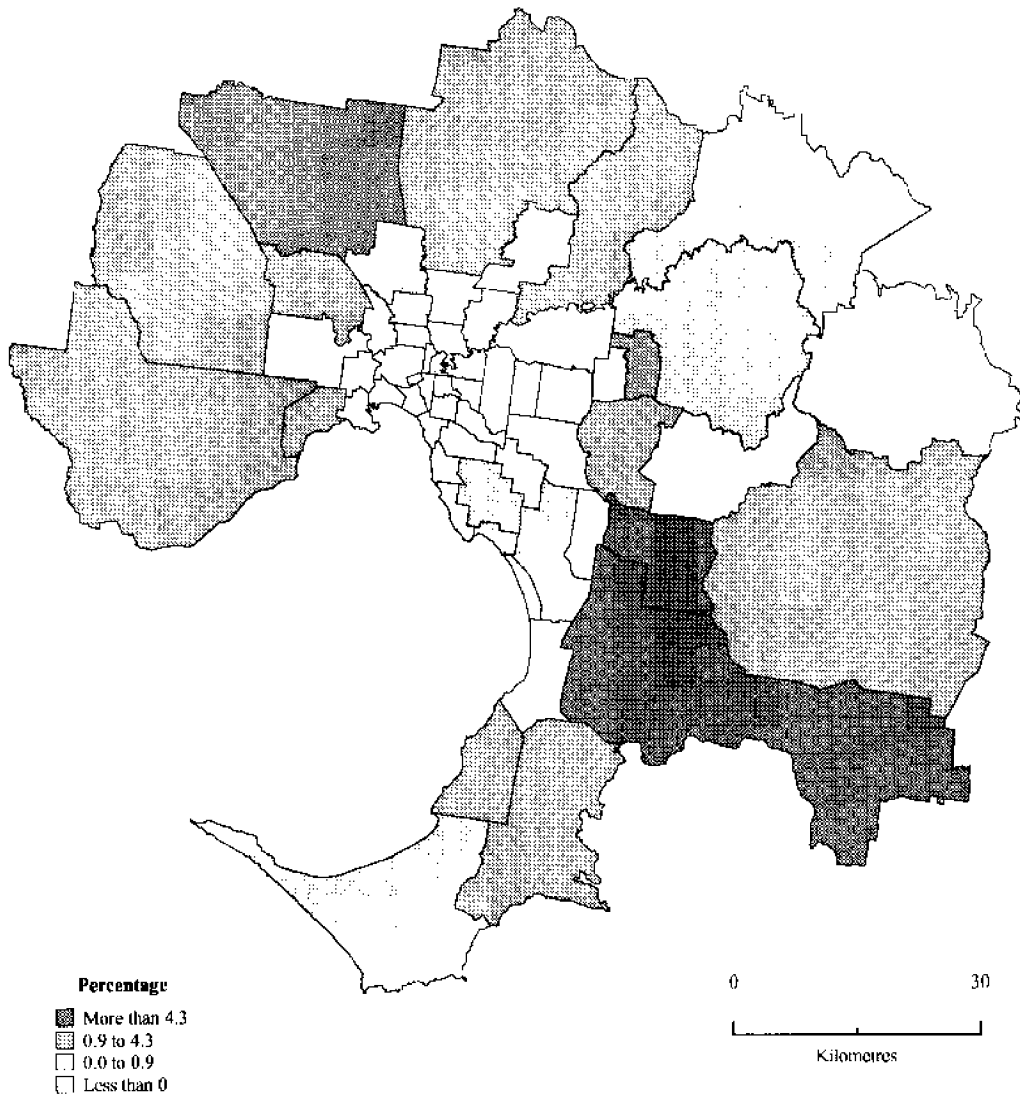 Percentage
More than 4.3
0.9 to 4.3
0.0 to 0.9
Less than 0
0 30
Kilometres